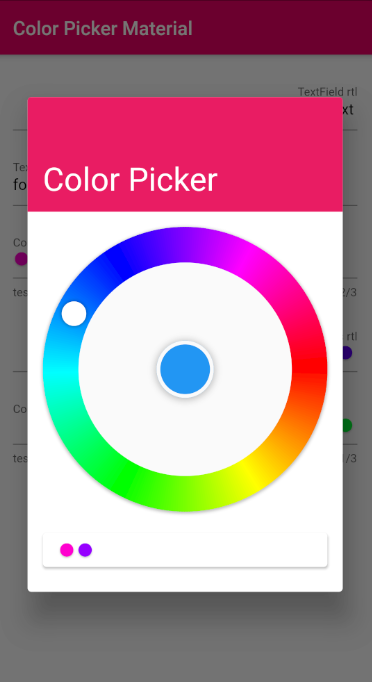 Color Picker Material
TextField rtl
xt
Te
Color Picker
fo
Co
tes
2/3
rtl
Co
tes
/3